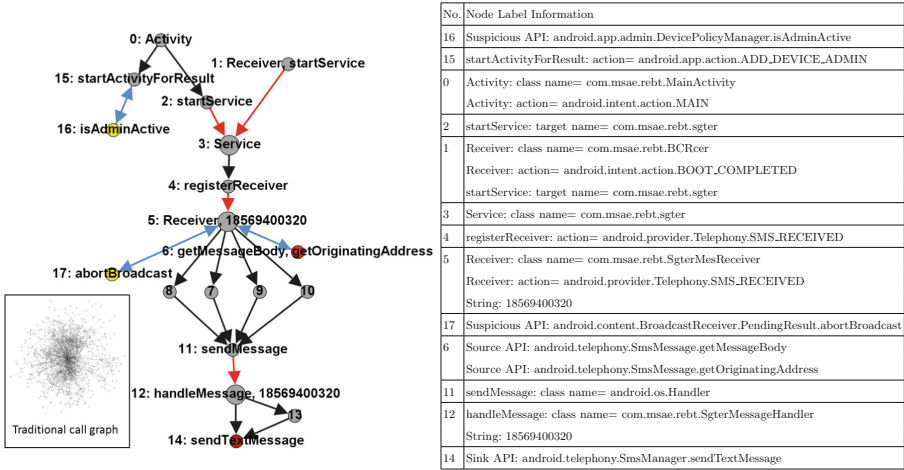 0: Activity
1: Receiver, startService
15: startActivityForResult
2: startService
16: isAdminActive
3: Service
4: registerReceiver
5: Receiver, 18569400320
6: getMessageBody, getOriginatingAddress
17: abortBroadcast
8
7
9
10
11: sendMessage
12: handleMessage, 18569400320
13
14: sendTextMessage
Traditional call graph
No. Node Label Information
16 Suspicious API: android.app.admin.DevicePolicyManager.isAdminActive
15 startActivityForResult: action= android.app.action.ADD_DEVICE_ADMIN
0 Activity: class name= com.msae.rebt.MainActivity
Activity: action= android.intent.action.MAIN
2 startService: target name= com.msae.rebt.sgter
1 Receiver: class name= com.msae.rebt.BCRcer
Receiver: action= android.intent.action.BOOT_COMPLETED
startService: target name= com.msae.rebt.sgter
3 Service: class name= com.msae.rebt.sgter
4 registerReceiver: action= android.provider.Telephony.SMS_RECEIVED
5 Receiver: class name= com.msae.rebt.SgterMesReceiver
Receiver: action= android.provider.Telephony.SMS_RECEIVED
String: 18569400320
17 Suspicious API: android.content.BroadcastReceiver.PendingResult.abortBroadcast
6 Source API: android.telephony.SmsMessage.getMessageBody
Source API: android.telephony.SmsMessage.getOriginatingAddress
11 sendMessage: class name= android.os.Handler
12 handleMessage: class name= com.msae.rebt.SgterMessageHandler
String: 18569400320
14 Sink API: android.telephony.SmsManager.sendTextMessage